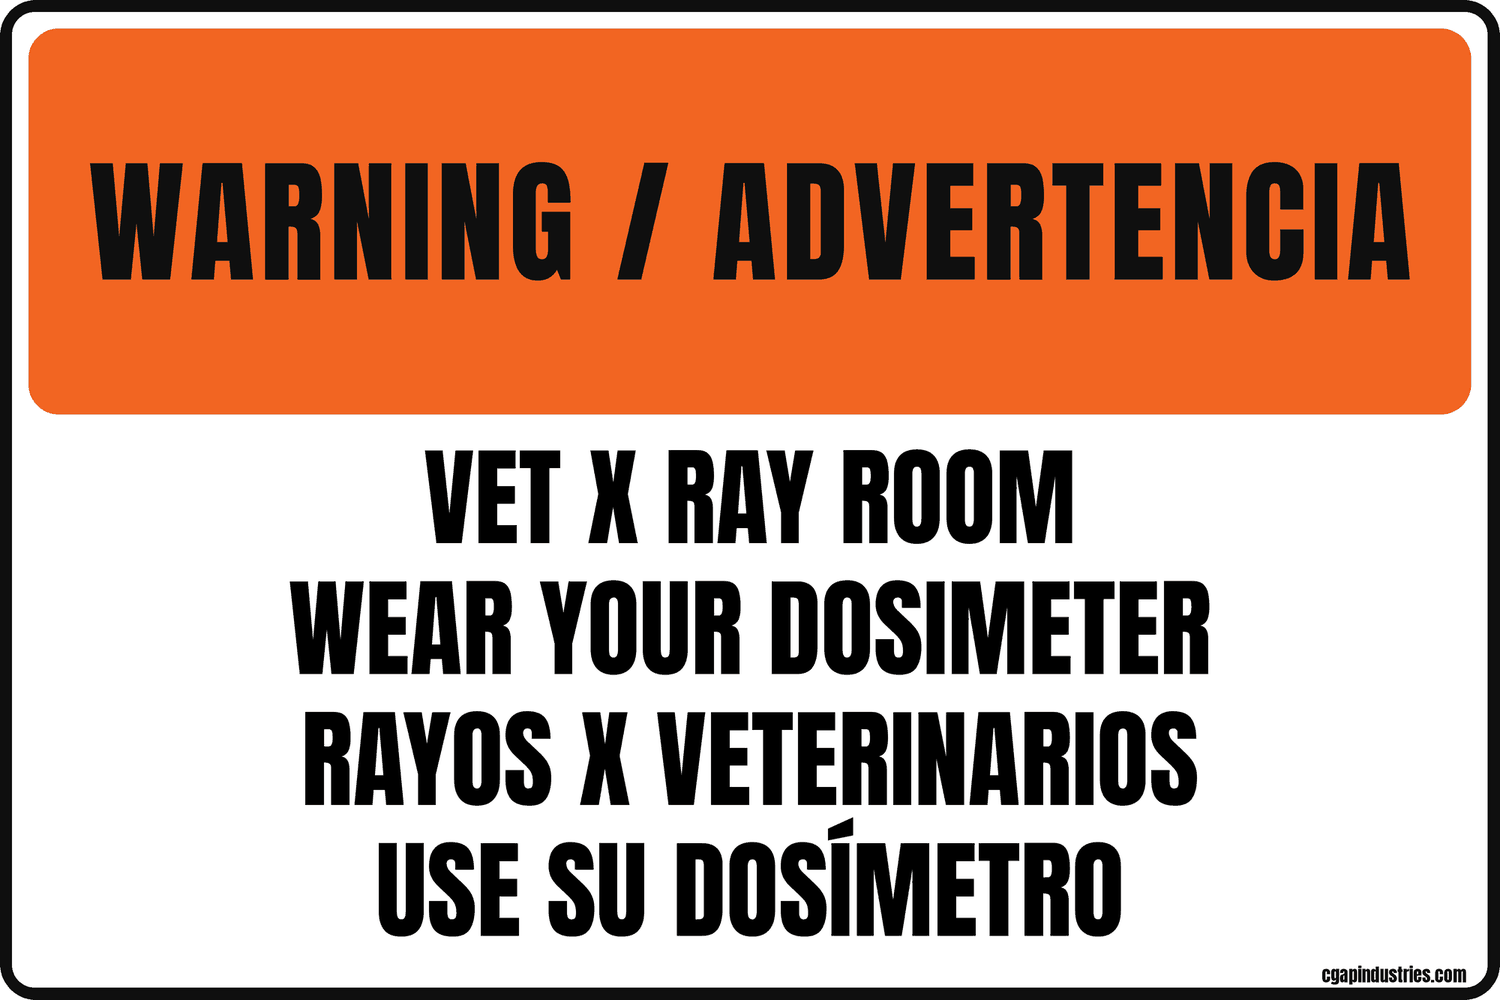 WARNING / ADVERTENCIA
VET X RAY ROOM
WEAR YOUR DOSIMETER
RAYOS X VETERINARIOS
USE SU DOSÍMETRO
cgapindustries.com